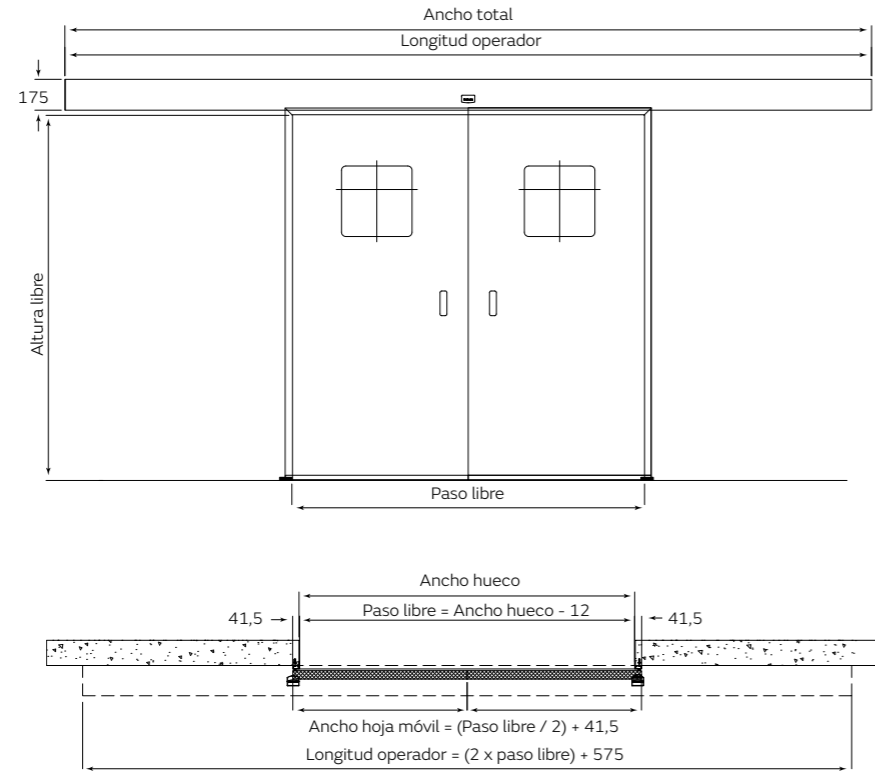 Ancho total
Longitud operador
175
Altura libre
Paso libre
Ancho hueco
41,5
Paso libre = Ancho hueco - 12
41,5
Ancho hoja móvil = (Paso libre / 2) + 41,5
Longitud operador = (2 x paso libre) + 575